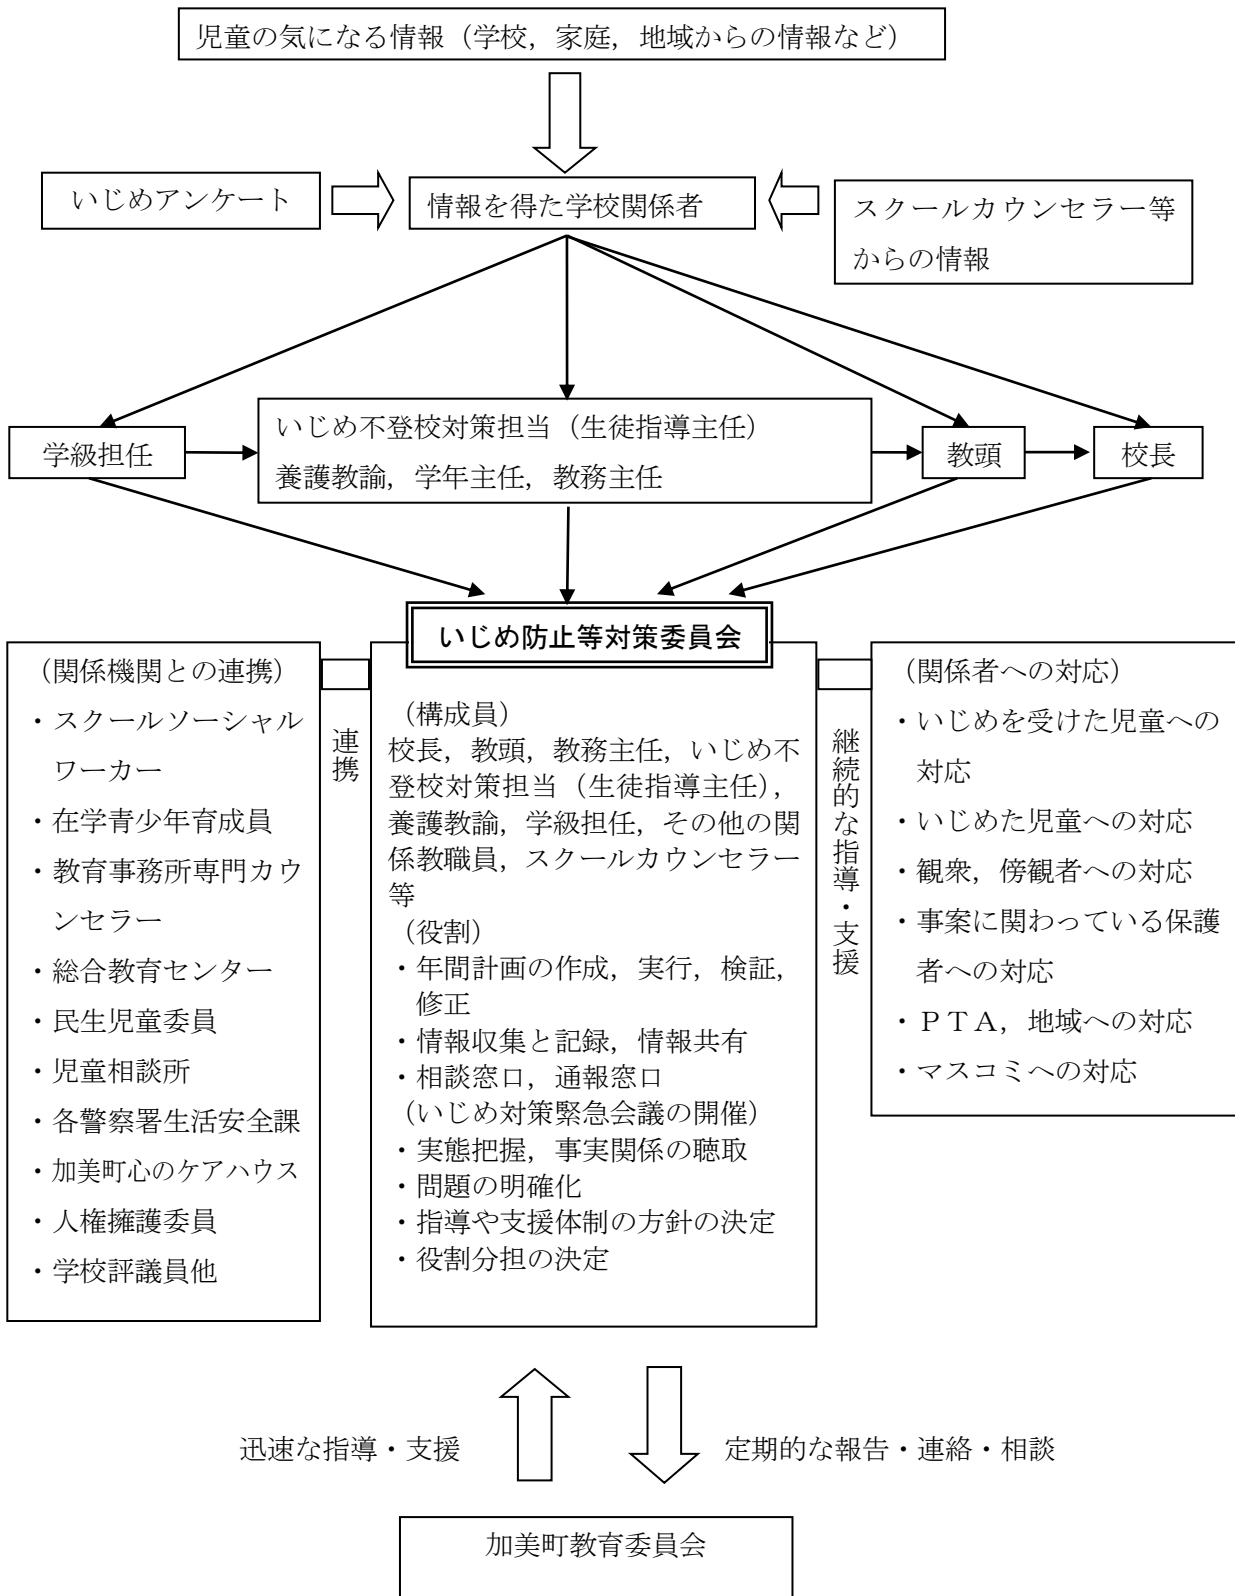 児童の気になる情報（学校，家庭，地域からの情報など）
いじめアンケート
情報を得た学校関係者
スクールカウンセラー等
からの情報
学級担任
いじめ不登校対策担当（生徒指導主任）
養護教諭，学年主任，教務主任
教頭
校長
いじめ防止等対策委員会
（関係機関との連携）
・スクールソーシャル
ワーカー
・在学青少年育成員
・教育事務所専門カウ
ンセラー
・総合教育センター
・民生児童委員
・児童相談所
・各警察署生活安全課
・加美町心のケアハウス
・人権擁護委員
・学校評議員他
連携
（構成員）
校長，教頭，教務主任，いじめ不
登校対策担当（生徒指導主任），
養護教諭，学級担任，その他の関
係教職員，スクールカウンセラー
等
（役割）
・年間計画の作成，実行，検証，
修正
・情報収集と記録，情報共有
・相談窓口，通報窓口
（いじめ対策緊急会議の開催）
・実態把握，事実関係の聴取
・問題の明確化
・指導や支援体制の方針の決定
・役割分担の決定
継続的な指導・支援
（関係者への対応）
・いじめを受けた児童への
対応
・いじめた児童への対応
・観衆，傍観者への対応
・事案に関わっている保護
者への対応
・ＰＴＡ，地域への対応
・マスコミへの対応
迅速な指導・支援
定期的な報告・連絡・相談
加美町教育委員会